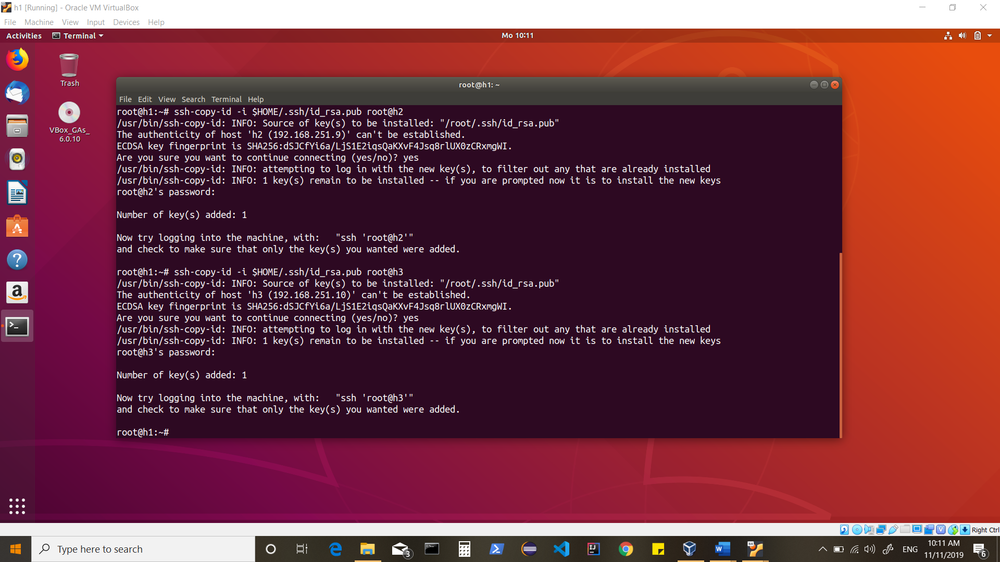 h1 [Running] - Oracle VM VirtualBox
File Machine View Input Devices Help
Activities Terminal Mo 10:11
Trash
VBox_GAs_
6.0.10
root@h1: ~
File Edit View Search Terminal Help
root@h1:~# ssh-copy-id -i $HOME/.ssh/id_rsa.pub root@h2
/usr/bin/ssh-copy-id: INFO: Source of key(s) to be installed: "/root/.ssh/id_rsa.pub"
The authenticity of host 'h2 (192.168.251.9)' can't be established.
ECDSA key fingerprint is SHA256:dSJCfYi6a/LjS1E2iqsQaKXvF4Jsq8rlUX0zCRxmgWI.
Are you sure you want to continue connecting (yes/no)? yes
/usr/bin/ssh-copy-id: INFO: attempting to log in with the new key(s), to filter out any that are already installed
/usr/bin/ssh-copy-id: INFO: 1 key(s) remain to be installed -- if you are prompted now it is to install the new keys
root@h2's password:
Number of key(s) added: 1
Now try logging into the machine, with:   "ssh 'root@h2'"
and check to make sure that only the key(s) you wanted were added.
root@h1:~# ssh-copy-id -i $HOME/.ssh/id_rsa.pub root@h3
/usr/bin/ssh-copy-id: INFO: Source of key(s) to be installed: "/root/.ssh/id_rsa.pub"
The authenticity of host 'h3 (192.168.251.10)' can't be established.
ECDSA key fingerprint is SHA256:dSJCfYi6a/LjS1E2iqsQaKXvF4Jsq8rlUX0zCRxmgWI.
Are you sure you want to continue connecting (yes/no)? yes
/usr/bin/ssh-copy-id: INFO: attempting to log in with the new key(s), to filter out any that are already installed
/usr/bin/ssh-copy-id: INFO: 1 key(s) remain to be installed -- if you are prompted now it is to install the new keys
root@h3's password:
Number of key(s) added: 1
Now try logging into the machine, with:   "ssh 'root@h3'"
and check to make sure that only the key(s) you wanted were added.
root@h1:~#
Right Ctrl
Type here to search
3
ENG
10:11 AM
11/11/2019
6